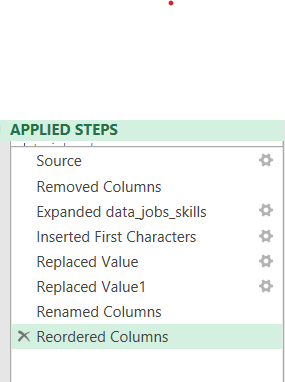 APPLIED STEPS
Source
Removed Columns
Expanded data_jobs_skills
Inserted First Characters
Replaced Value
Replaced Value1
Renamed Columns
Reordered Columns